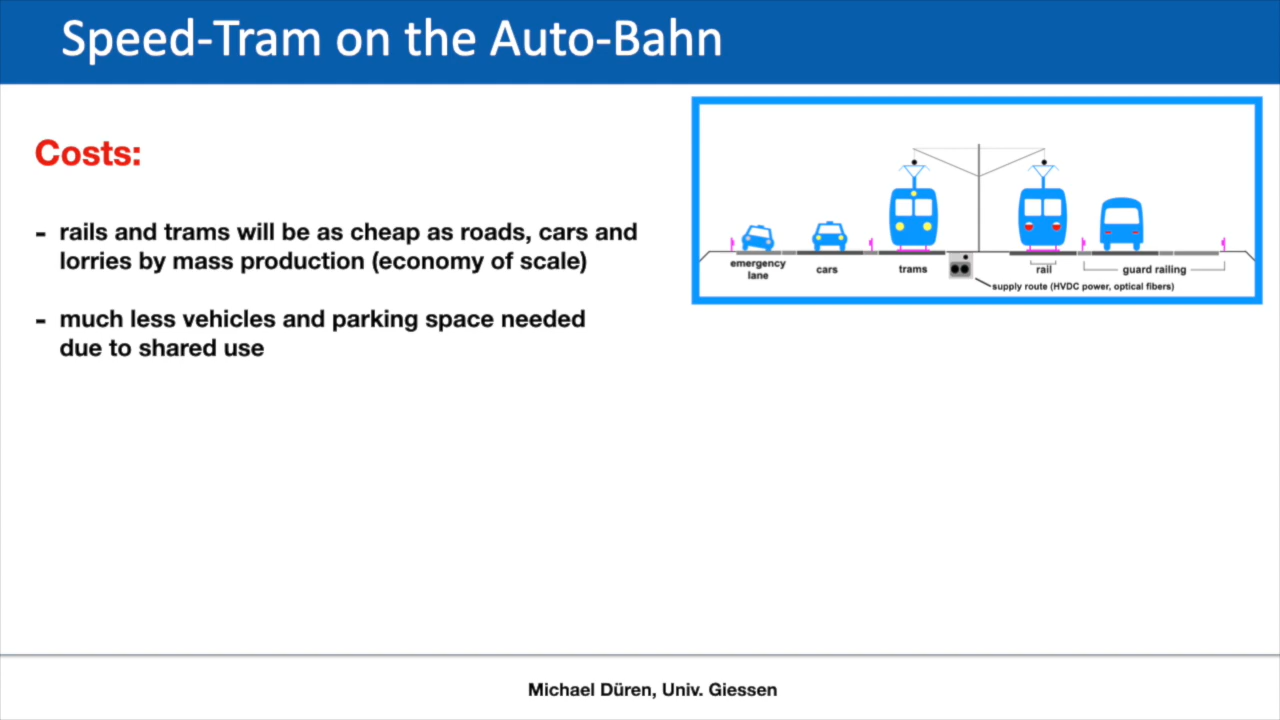 Speed-Tram on the Auto-Bahn
Costs:
- rails and trams will be as cheap as roads, cars and
lorries by mass production (economy of scale)
- much less vehicles and parking space needed
due to shared use
emergency
lane
cars
trams
rail
guard railing
supply route (HVDC power, optical fibers)
Michael Düren, Univ. Giessen